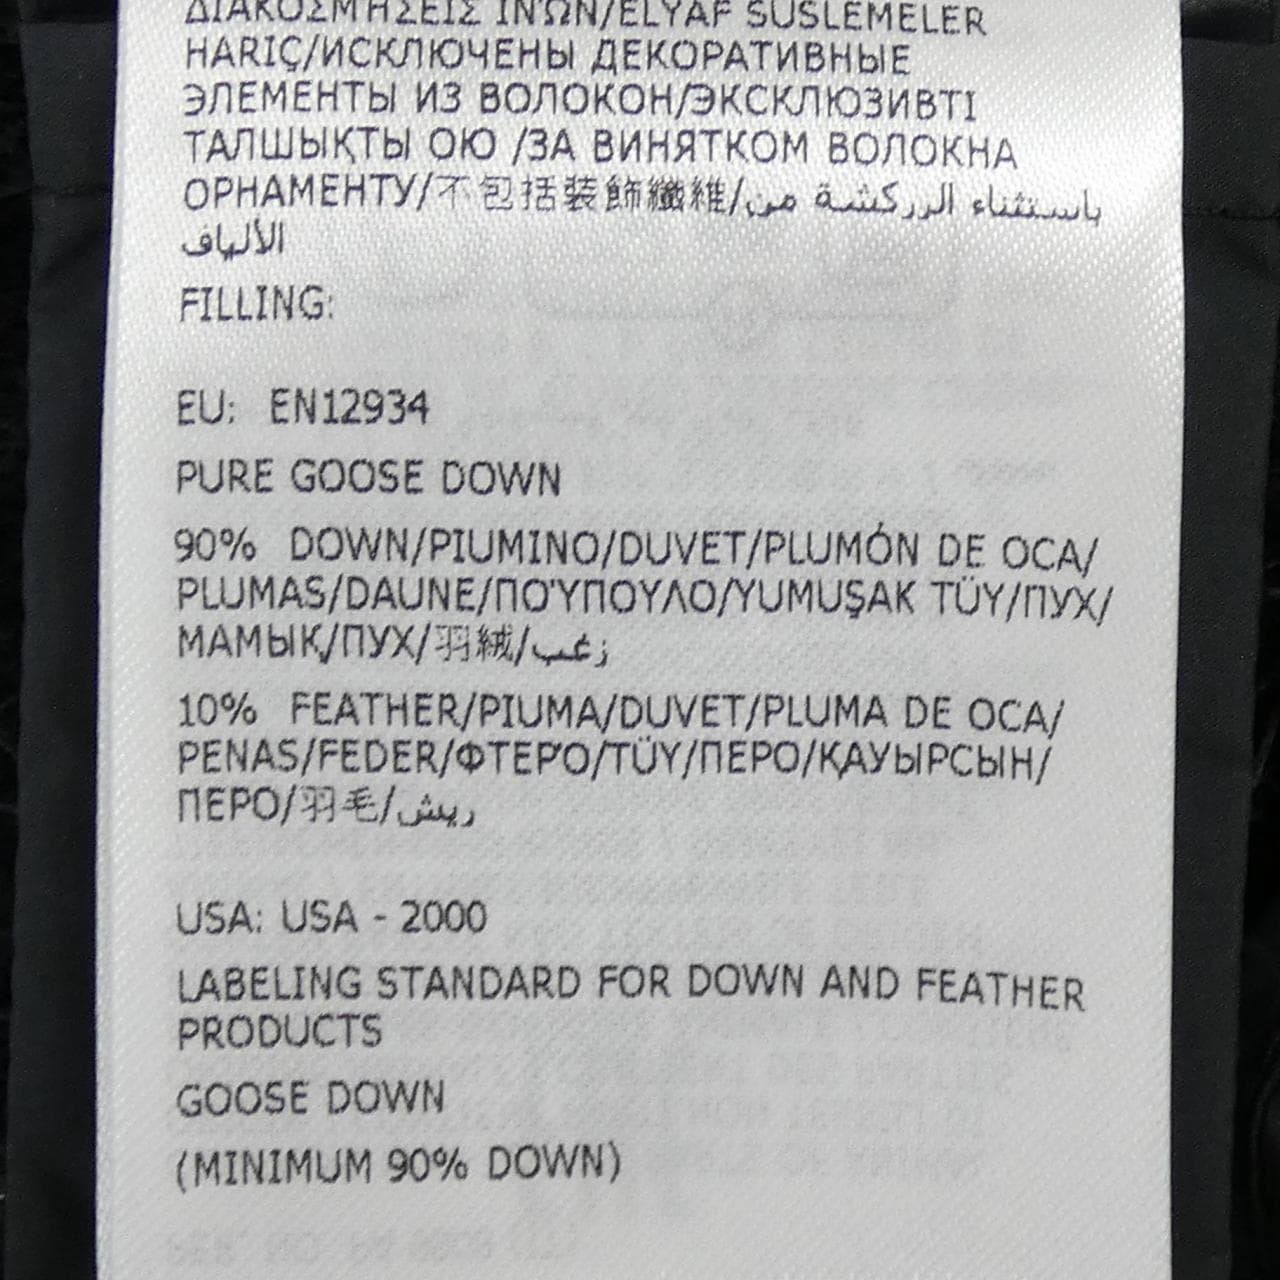 ΔΙΑΚΟΣΜΉΣΕΙΣ ΙΝΏΝ/ELYAF SÜSLEMELER
HARİÇ/ИСКЛЮЧЕНЫ ДЕКОРАТИВНЫЕ
ЭЛЕМЕНТЫ ИЗ ВОЛОКОН/ЭКСКЛЮЗИВТІ
ТАЛШЫҚТЫ ОЮ /ЗА ВИНЯТКОМ ВОЛОКНА
ОРНАМЕНТУ/不包括裝飾纖維/باستثناء الزركشة من
الألياف
FILLING:
EU: EN12934
PURE GOOSE DOWN
90% DOWN/PIUMINO/DUVET/PLUMÓN DE OCA/
PLUMAS/DAUNE/ΠΟΎΠΟΥΛΟ/YUMUŞAK TÜY/ПУХ/
МАМЫҚ/ПУХ/羽絨/زغب
10% FEATHER/PIUMA/DUVET/PLUMA DE OCA/
PENAS/FEDER/ΦΤΕΡΌ/TÜY/ПЕРО/ҚАУЫРСЫН/
ПЕРО/羽毛/ريش
USA: USA - 2000
LABELING STANDARD FOR DOWN AND FEATHER
PRODUCTS
GOOSE DOWN
(MINIMUM 90% DOWN)